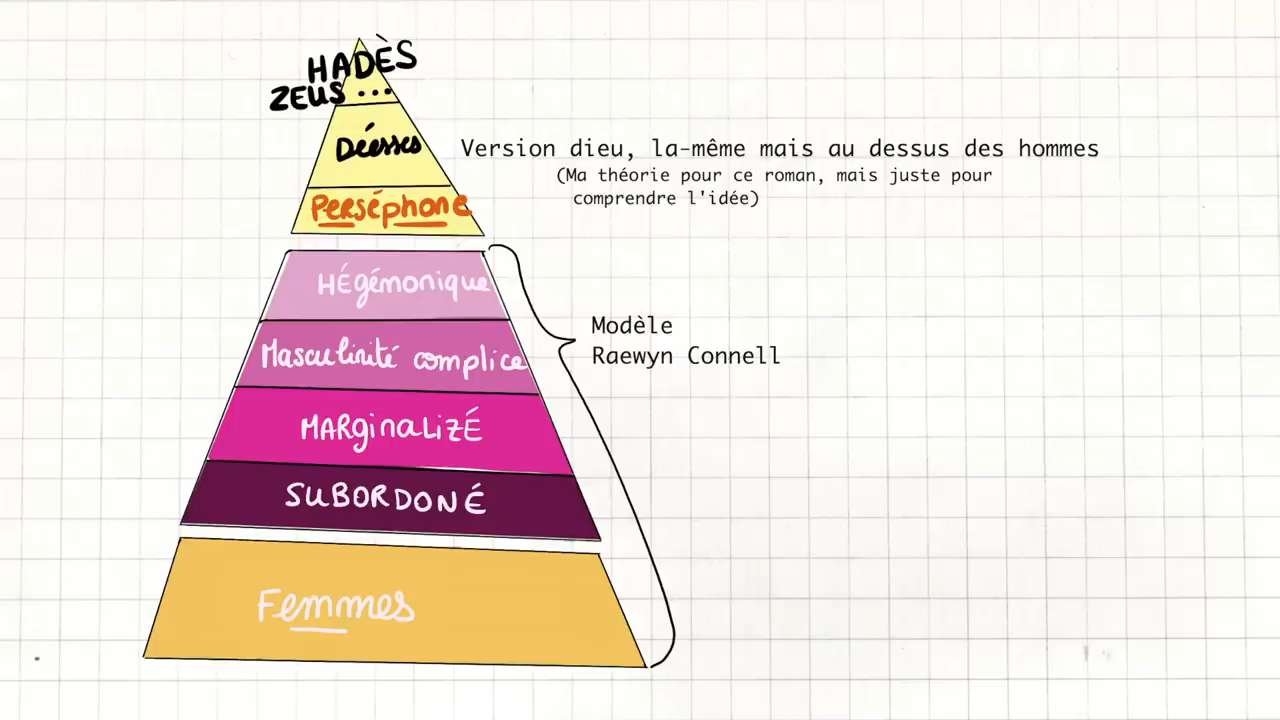 HADÈS
ZEUS ...
Déesses
Version dieu, la-même mais au dessus des hommes
(Ma théorie pour ce roman, mais juste pour
comprendre l'idée)
Perséphone
HÉgémonique
Masculinité complice
Modèle
Raewyn Connell
MARginaLiZÉ
SUBORDONÉ
Femmes